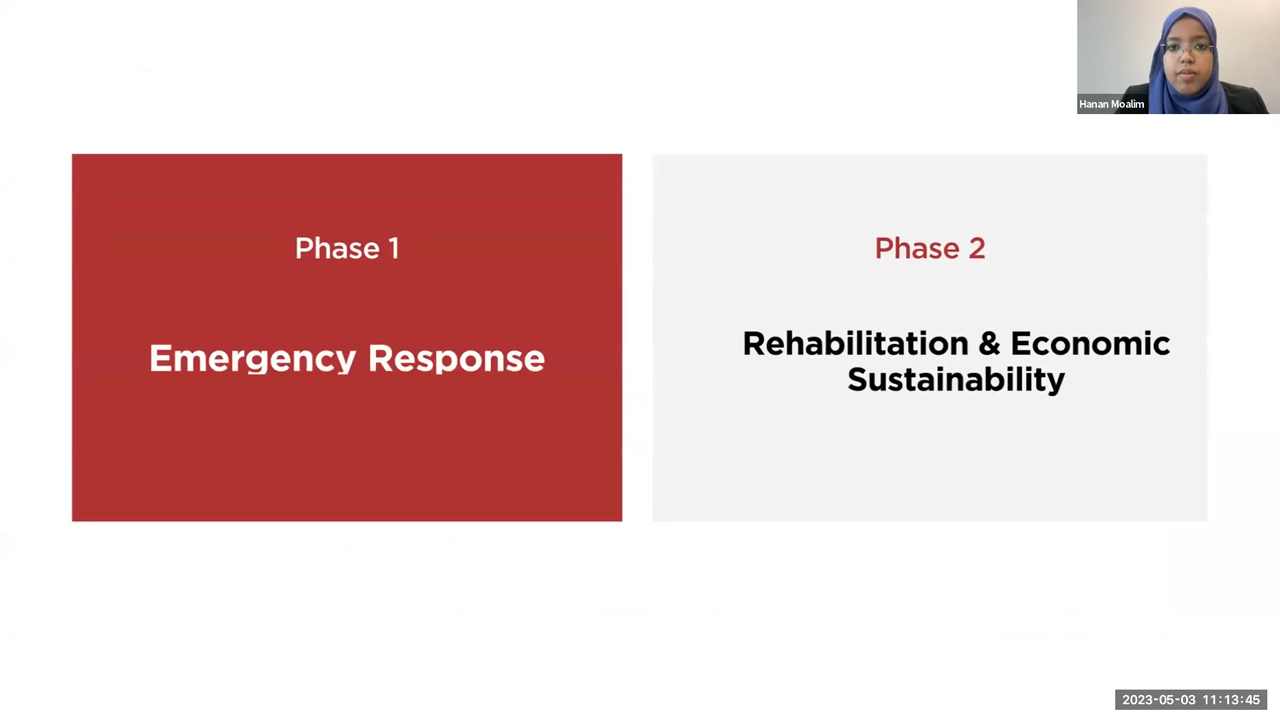 Hanan Moalim
Phase 1
Emergency Response
Phase 2
Rehabilitation & Economic
Sustainability
2023-05-03 11:13:45